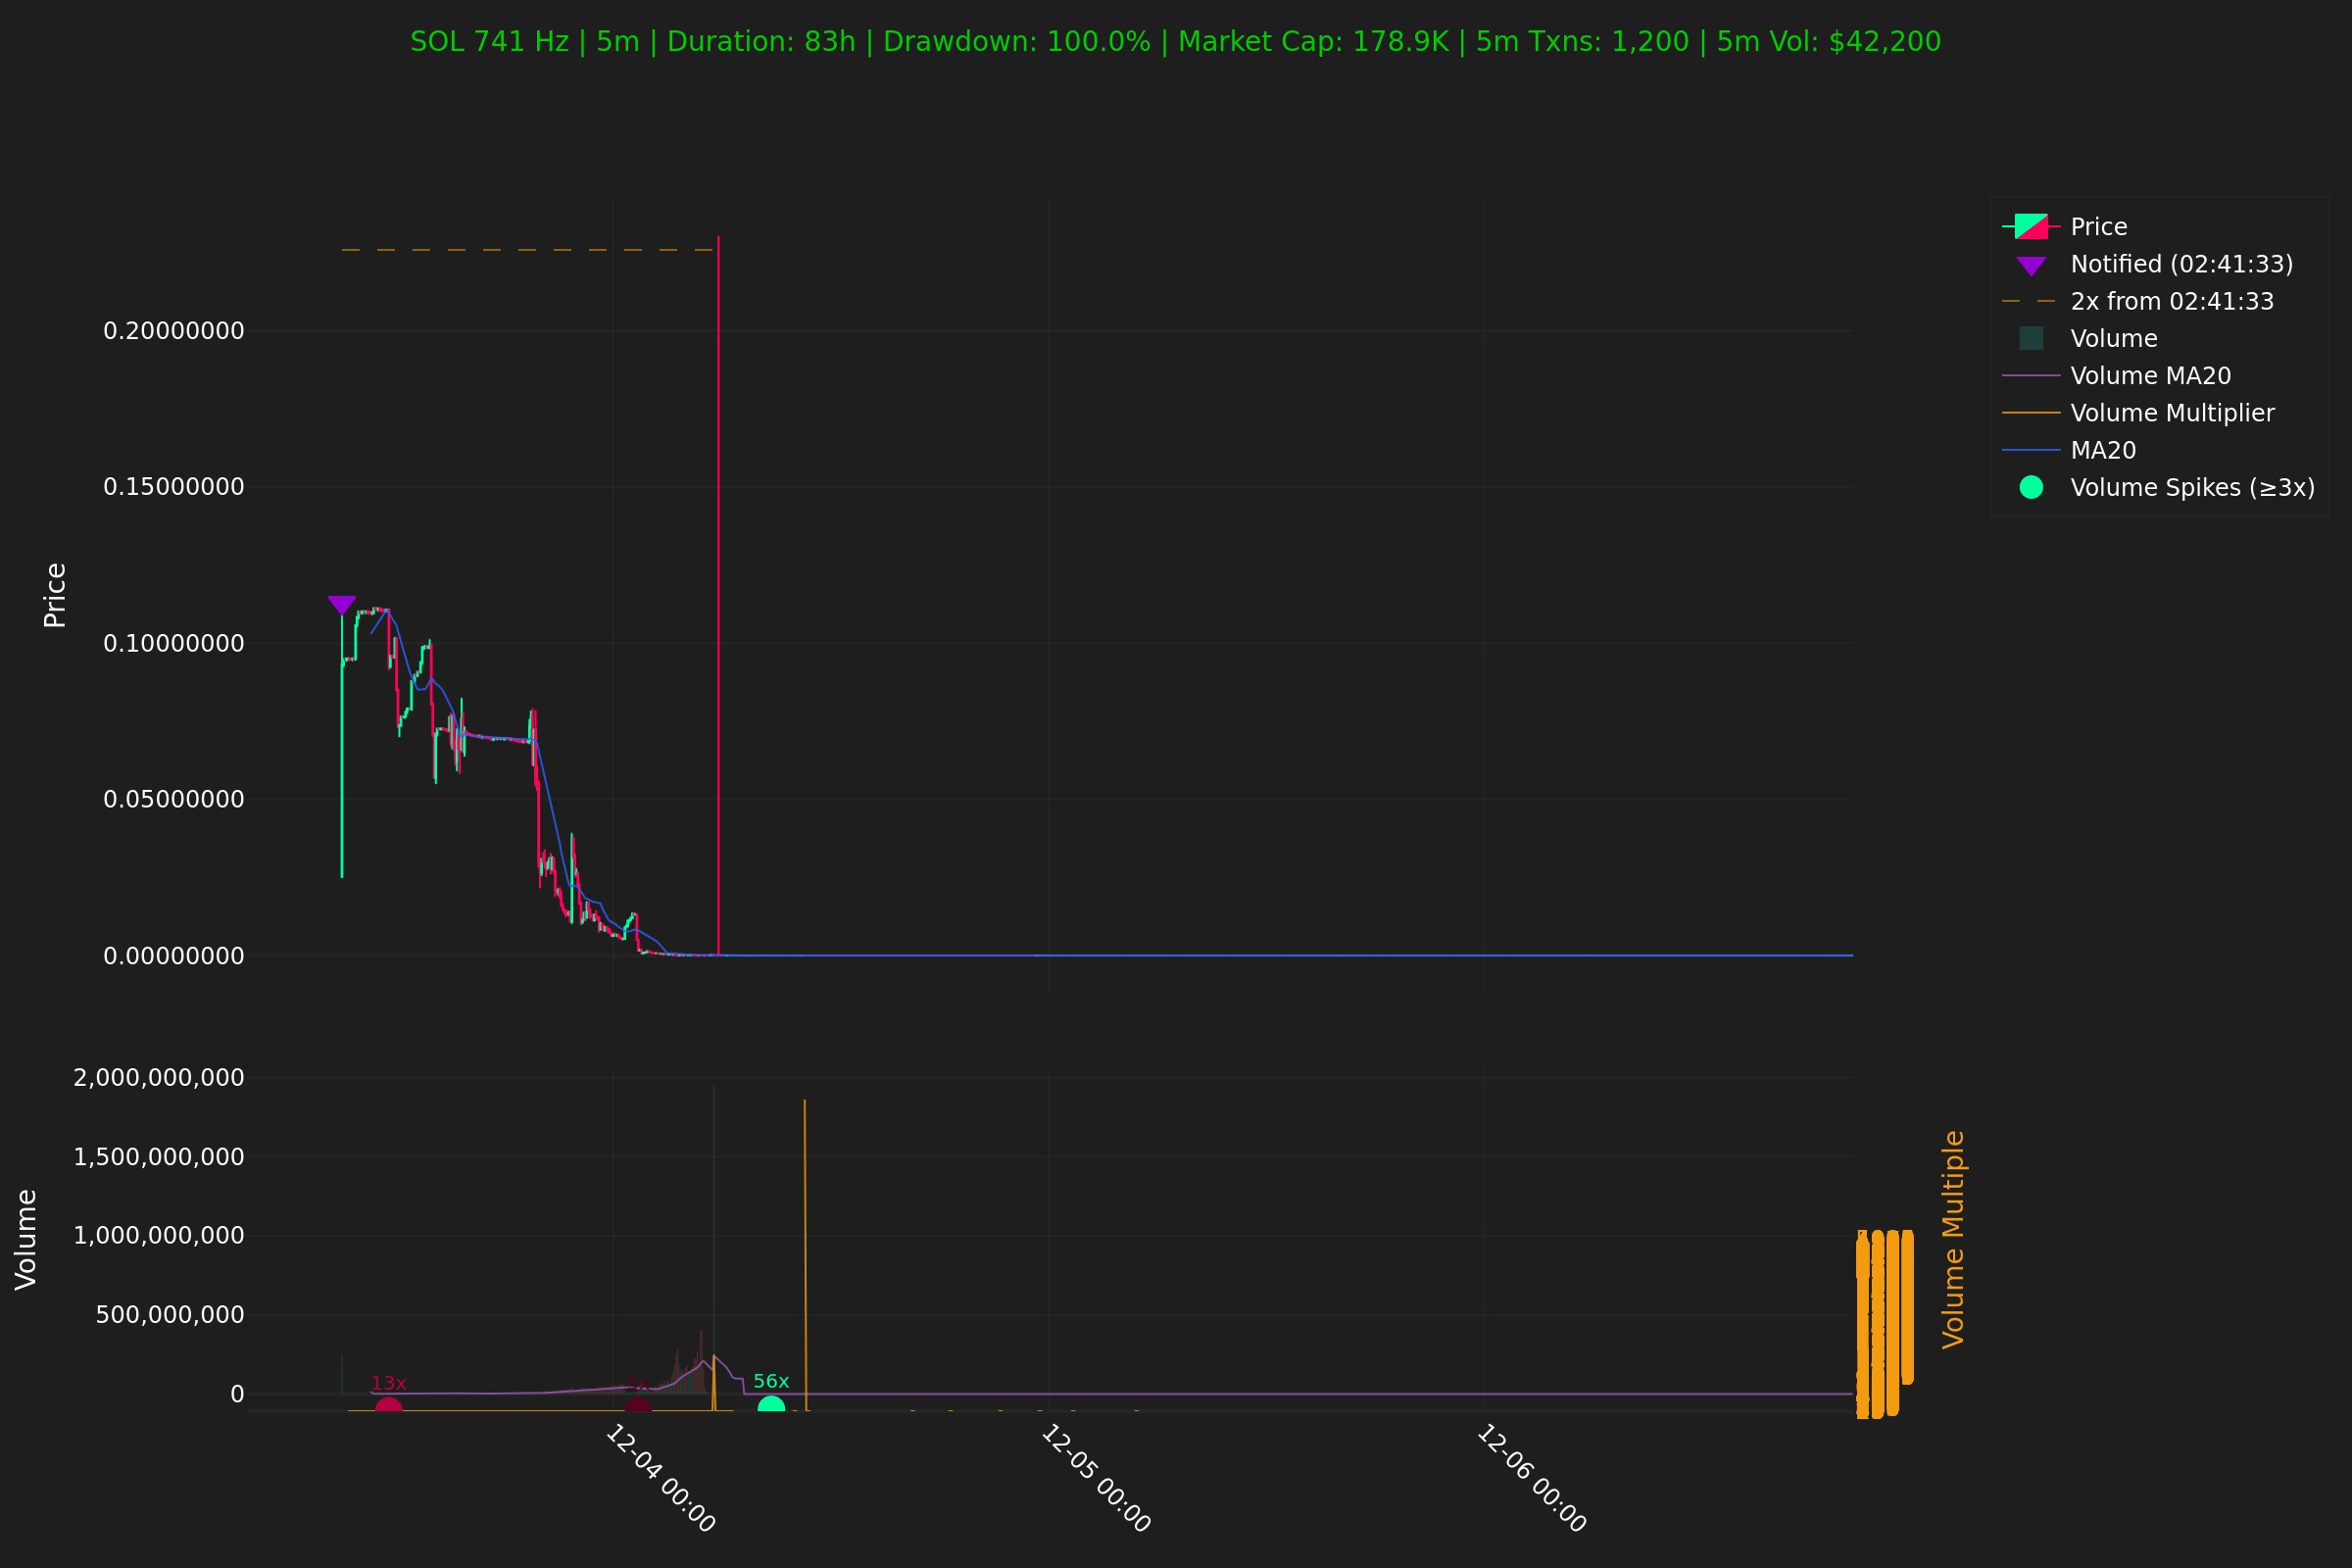 SOL 741 Hz | 5m | Duration: 83h | Drawdown: 100.0% | Market Cap: 178.9K | 5m Txns: 1,200 | 5m Vol: $42,200
Price
Notified (02:41:33)
2x from 02:41:33
Volume
Volume MA20
Volume Multiplier
MA20
Volume Spikes (≥3x)
Price
0.20000000
0.15000000
0.10000000
0.05000000
0.00000000
Volume
2,000,000,000
1,500,000,000
1,000,000,000
500,000,000
0
13x
56x
Volume Multiple
12-04 00:00
12-05 00:00
12-06 00:00